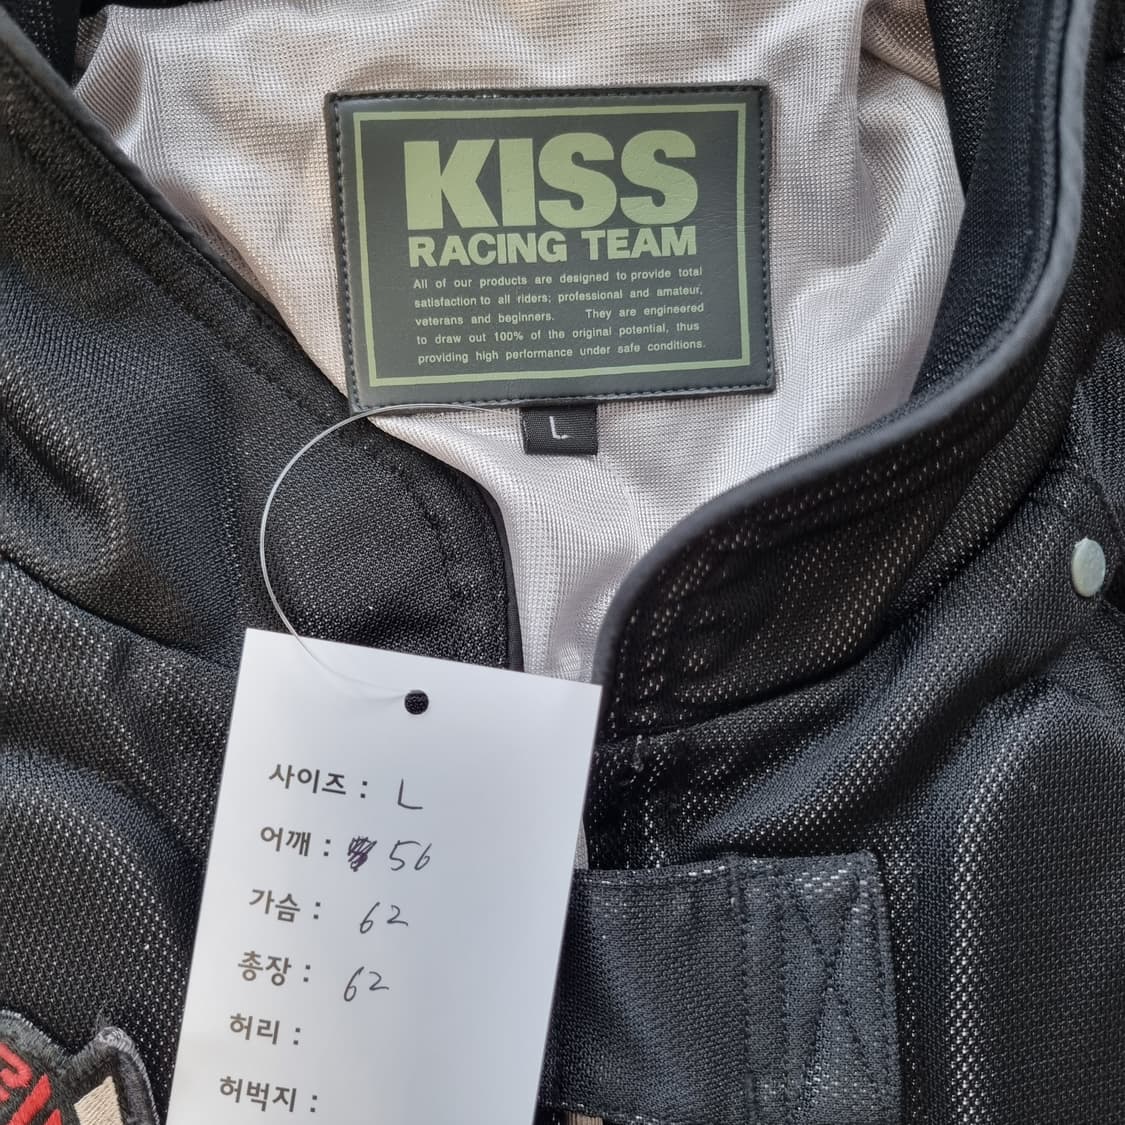 KISS
RACING TEAM
All of our products are designed to provide total
satisfaction to all riders; professional and amateur,
veterans and beginners. They are engineered
to draw out 100% of the original potential, thus
providing high performance under safe conditions.
L
사이즈 : L
어깨 : 56
가슴 : 62
총장 : 62
허리 :
허벅지 :